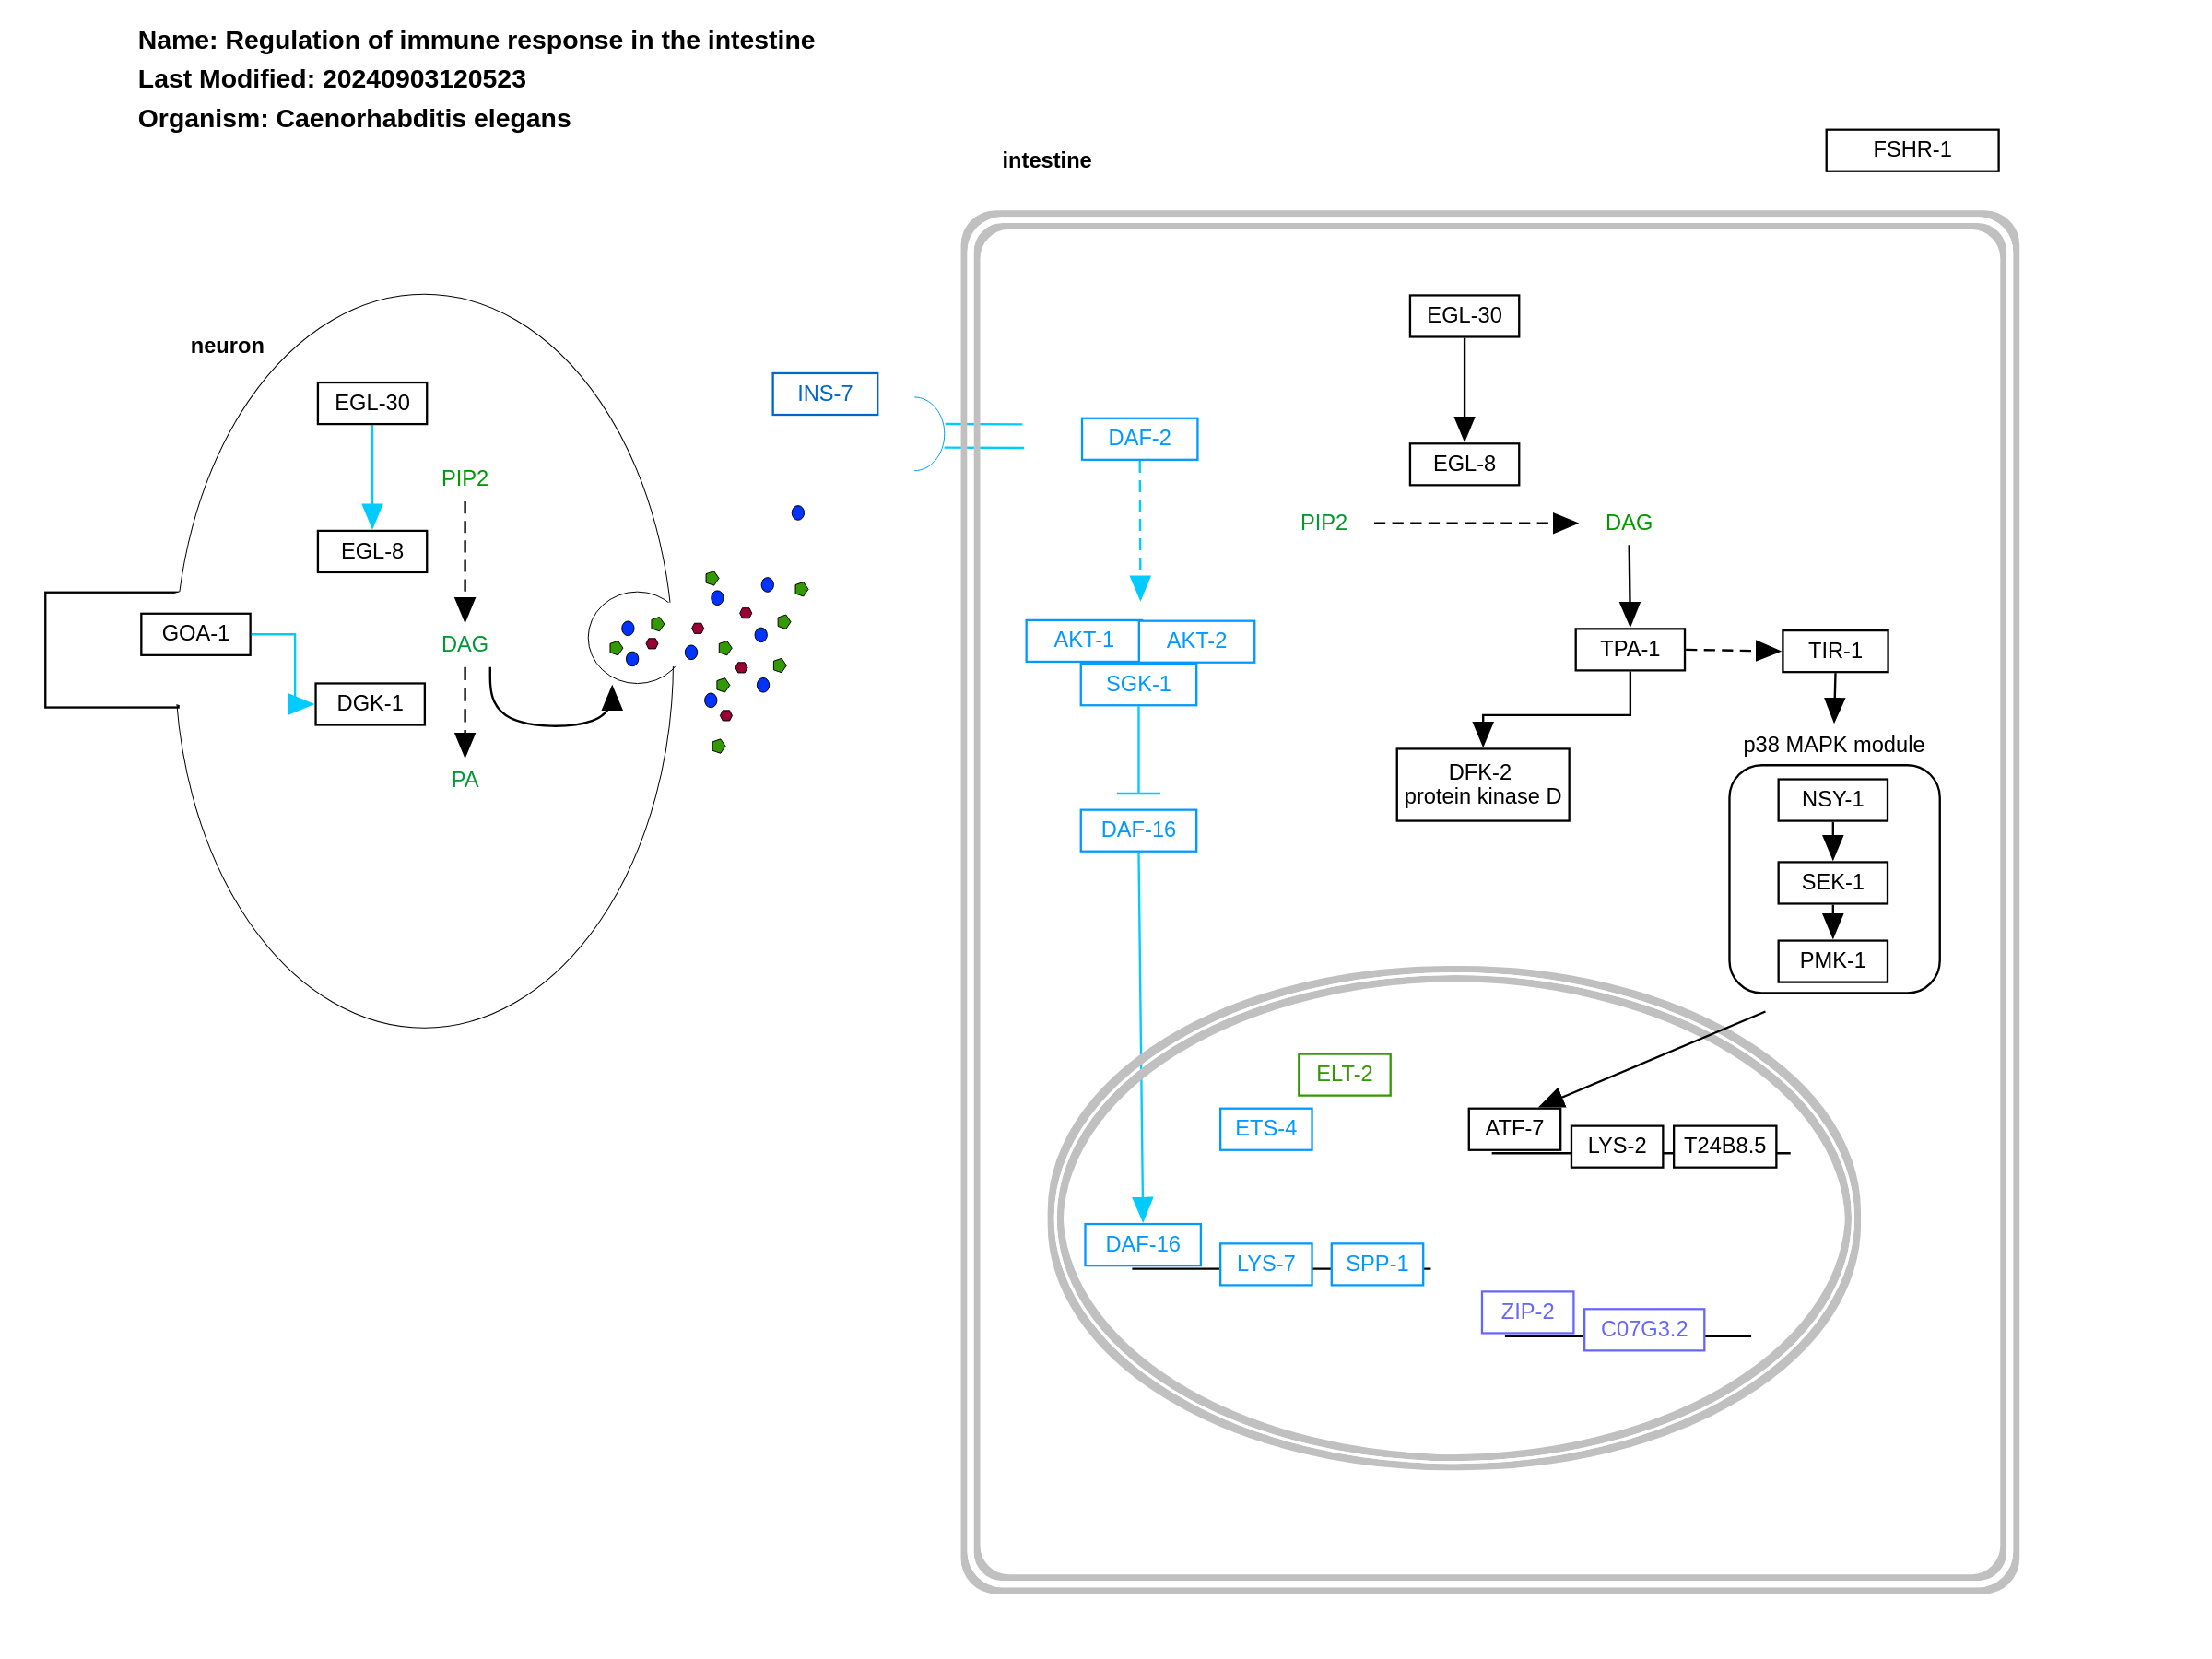 Name: Regulation of immune response in the intestine
Last Modified: 20240903120523
Organism: Caenorhabditis elegans
intestine
FSHR-1
neuron
EGL-30
PIP2
EGL-8
GOA-1
DAG
DGK-1
PA
INS-7
DAF-2
AKT-1
AKT-2
SGK-1
DAF-16
EGL-30
EGL-8
PIP2
DAG
TPA-1
TIR-1
DFK-2
protein kinase D
p38 MAPK module
NSY-1
SEK-1
PMK-1
ELT-2
ETS-4
ATF-7
LYS-2
T24B8.5
DAF-16
LYS-7
SPP-1
ZIP-2
C07G3.2